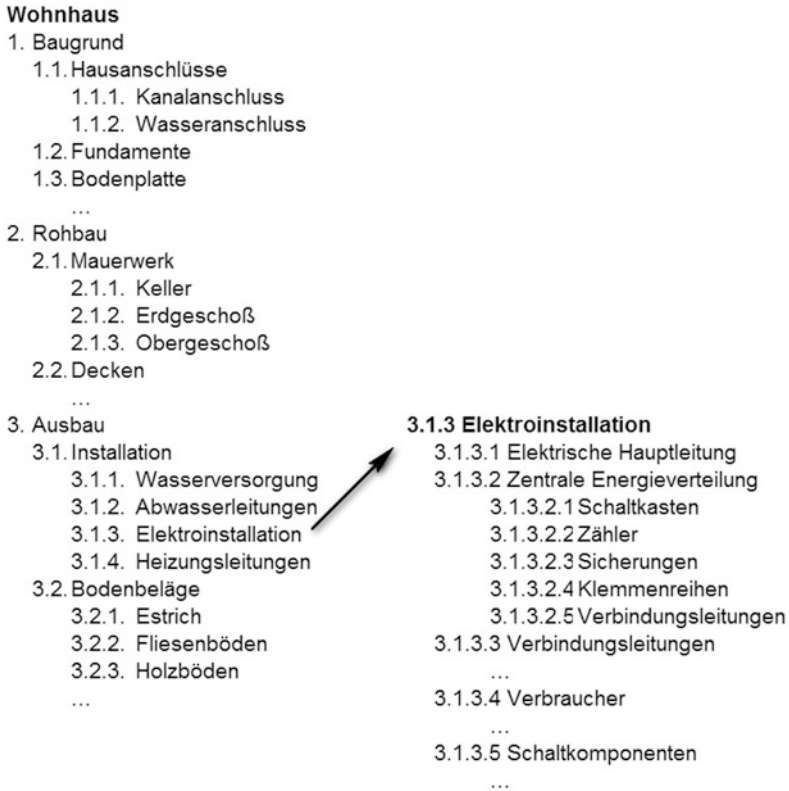 Wohnhaus
1. Baugrund
1.1. Hausanschlüsse
1.1.1. Kanalanschluss
1.1.2. Wasseranschluss
1.2. Fundamente
1.3. Bodenplatte
...
2. Rohbau
2.1. Mauerwerk
2.1.1. Keller
2.1.2. Erdgeschoß
2.1.3. Obergeschoß
2.2. Decken
...
3. Ausbau
3.1. Installation
3.1.1. Wasserversorgung
3.1.2. Abwasserleitungen
3.1.3. Elektroinstallation
3.1.4. Heizungsleitungen
3.2. Bodenbeläge
3.2.1. Estrich
3.2.2. Fliesenböden
3.2.3. Holzböden
...
3.1.3 Elektroinstallation
3.1.3.1 Elektrische Hauptleitung
3.1.3.2 Zentrale Energieverteilung
3.1.3.2.1 Schaltkasten
3.1.3.2.2 Zähler
3.1.3.2.3 Sicherungen
3.1.3.2.4 Klemmenreihen
3.1.3.2.5 Verbindungsleitungen
3.1.3.3 Verbindungsleitungen
...
3.1.3.4 Verbraucher
...
3.1.3.5 Schaltkomponenten
...